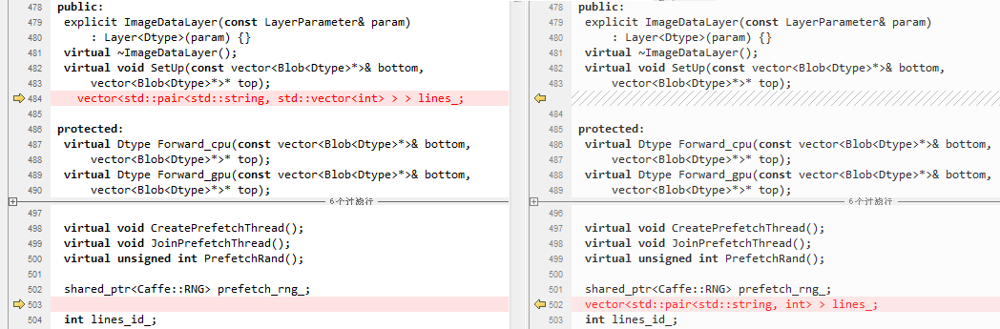 478 public:
479 explicit ImageDataLayer(const LayerParameter& param)
480 : Layer<Dtype>(param) {}
481 virtual ~ImageDataLayer();
482 virtual void SetUp(const vector<Blob<Dtype>*>& bottom,
483 vector<Blob<Dtype>*>* top);
484 vector<std::pair<std::string, std::vector<int> > > lines_;
485
486 protected:
487 virtual Dtype Forward_cpu(const vector<Blob<Dtype>*>& bottom,
488 vector<Blob<Dtype>*>* top);
489 virtual Dtype Forward_gpu(const vector<Blob<Dtype>*>& bottom,
490 vector<Blob<Dtype>*>* top);
6个过滤行
497
498 virtual void CreatePrefetchThread();
499 virtual void JoinPrefetchThread();
500 virtual unsigned int PrefetchRand();
501
502 shared_ptr<Caffe::RNG> prefetch_rng_;
503
504 int lines_id_;
478 public:
479 explicit ImageDataLayer(const LayerParameter& param)
480 : Layer<Dtype>(param) {}
481 virtual ~ImageDataLayer();
482 virtual void SetUp(const vector<Blob<Dtype>*>& bottom,
483 vector<Blob<Dtype>*>* top);
484
485 protected:
486 virtual Dtype Forward_cpu(const vector<Blob<Dtype>*>& bottom,
487 vector<Blob<Dtype>*>* top);
488 virtual Dtype Forward_gpu(const vector<Blob<Dtype>*>& bottom,
489 vector<Blob<Dtype>*>* top);
6个过滤行
496
497 virtual void CreatePrefetchThread();
498 virtual void JoinPrefetchThread();
499 virtual unsigned int PrefetchRand();
500
501 shared_ptr<Caffe::RNG> prefetch_rng_;
502 vector<std::pair<std::string, int> > lines_;
503 int lines_id_;